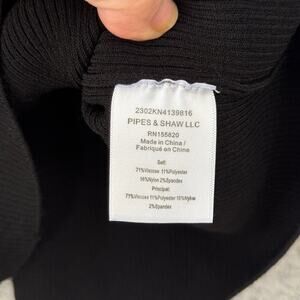 2302KN4139816
PIPES & SHAW LLC
RN155820
Made in China /
Fabriqué en Chine
Self:
71%Viscose 11%Polyester
16%Nylon 2%Spandex
Principal:
71%Viscose 11%Polyester 16%Nylon
2%Spandex